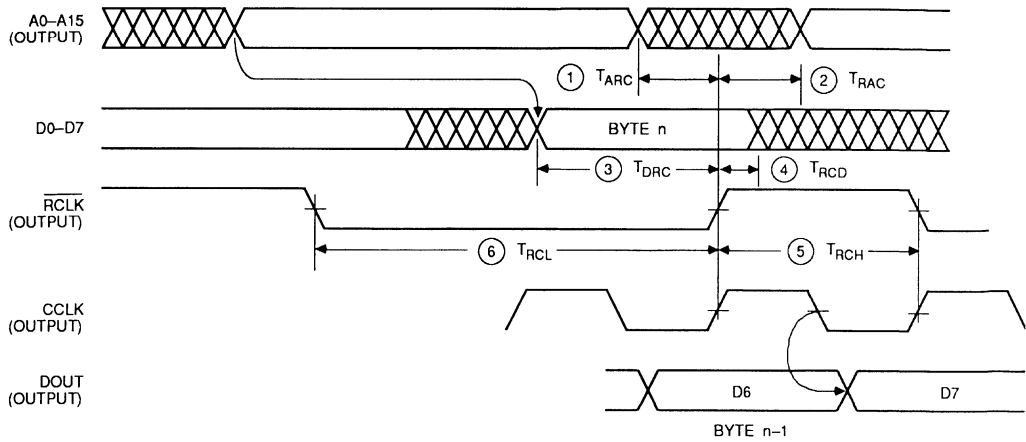 A0–A15
(OUTPUT)
1 TARC
2 TRAC
D0–D7
BYTE n
3 TDRC
4 TRCD
RCLK
(OUTPUT)
6 TRCL
5 TRCH
CCLK
(OUTPUT)
DOUT
(OUTPUT)
D6
D7
BYTE n–1